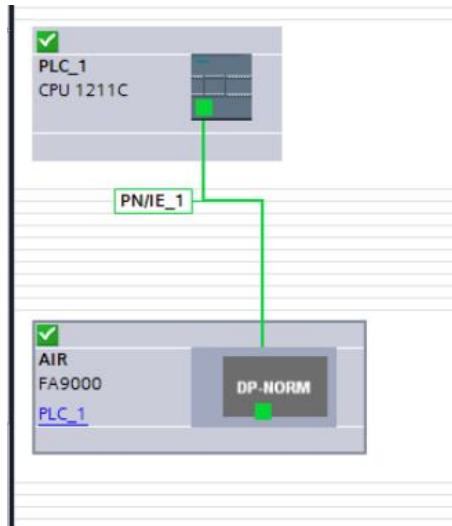 PLC_1
CPU 1211C
PN/IE_1
AIR
FA9000
DP-NORM
PLC_1